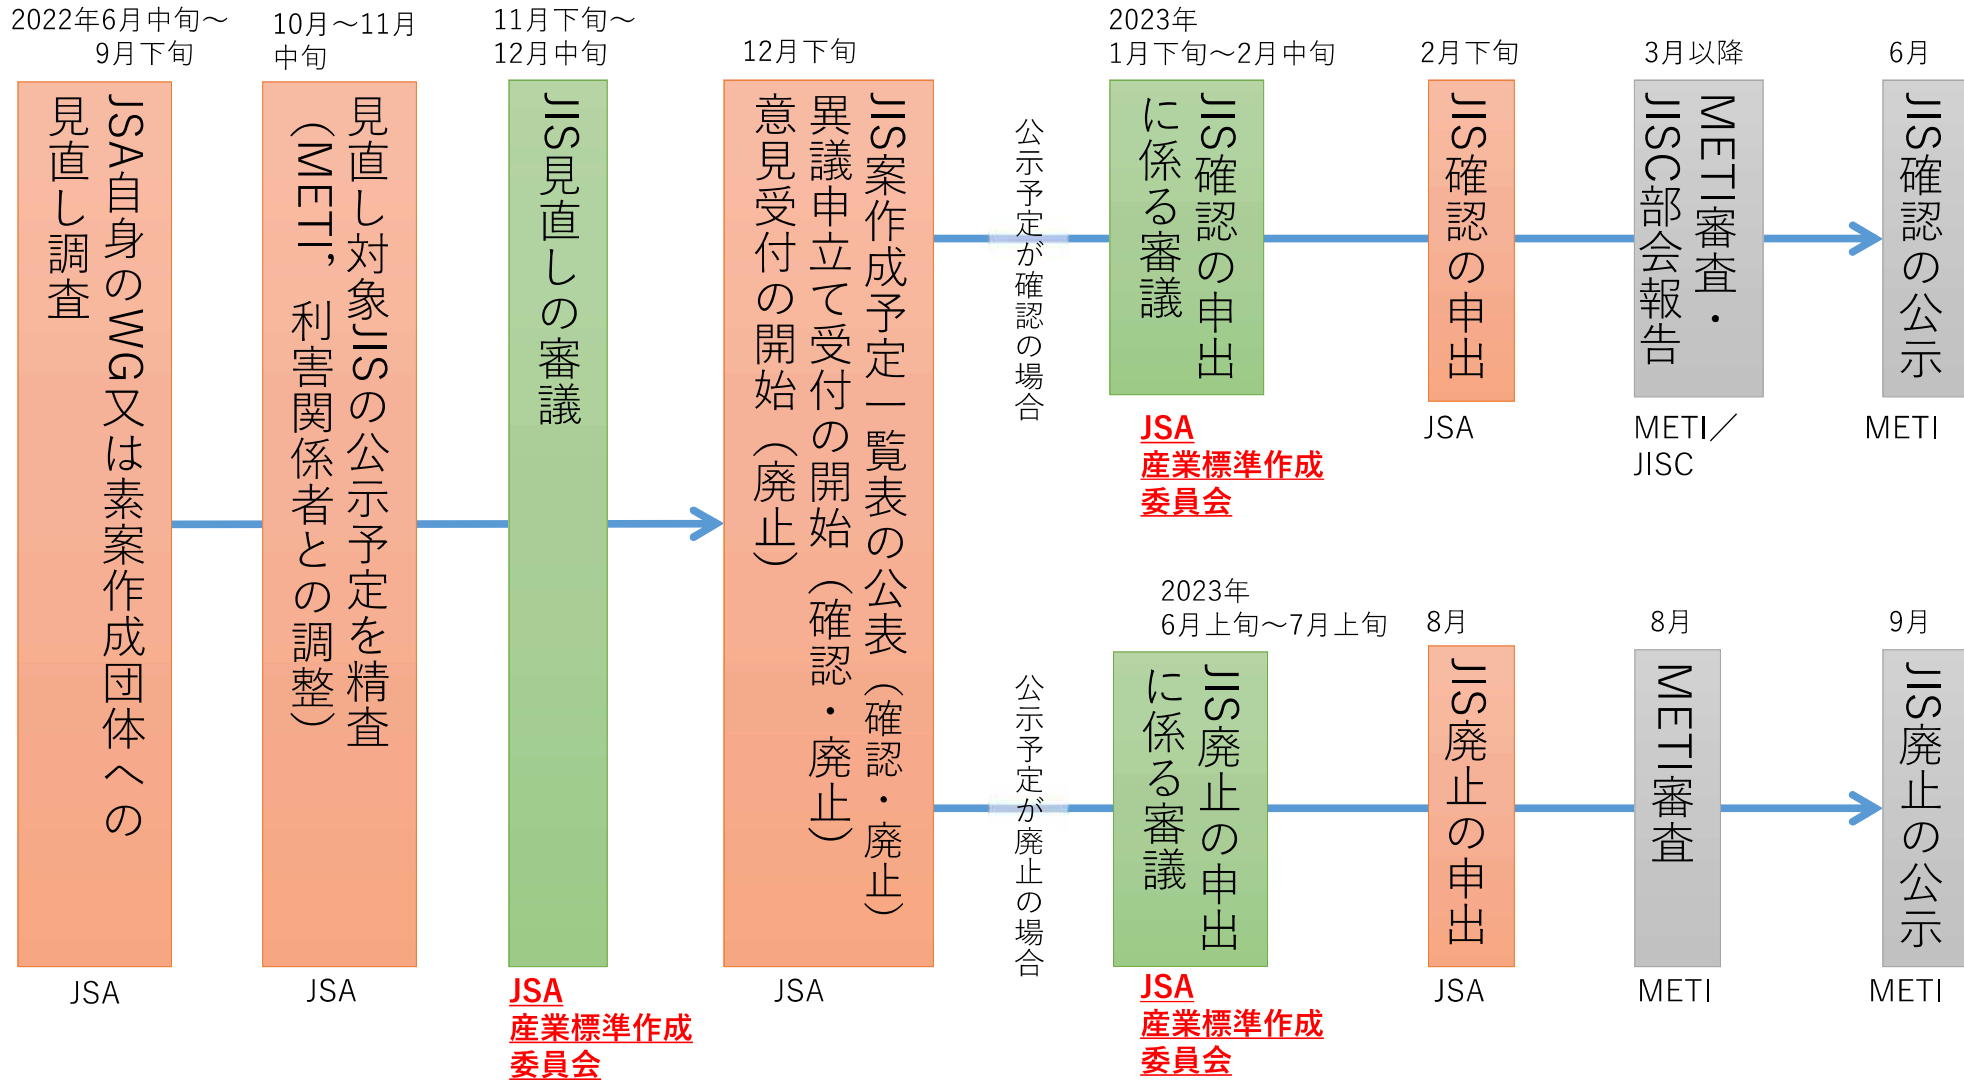 2022年6月中旬～
9月下旬
JSA自身のWG又は素案作成団体への
見直し調査
JSA
10月～11月
中旬
見直し対象JISの公示予定を精査
（METI，利害関係者との調整）
JSA
11月下旬～
12月中旬
JIS見直しの審議
JSA
産業標準作成
委員会
12月下旬
JIS案作成予定一覧表の公表（確認・廃止）
異議申立て受付の開始（確認・廃止）
意見受付の開始（廃止）
JSA
公示予定が確認の場合
2023年
1月下旬～2月中旬
JIS確認の申出
に係る審議
JSA
産業標準作成
委員会
2月下旬
JIS確認の申出
JSA
3月以降
METI審査・
JISC部会報告
METI／
JISC
6月
JIS確認の公示
METI
公示予定が廃止の場合
2023年
6月上旬～7月上旬
JIS廃止の申出
に係る審議
JSA
産業標準作成
委員会
8月
JIS廃止の申出
JSA
8月
METI審査
METI
9月
JIS廃止の公示
METI